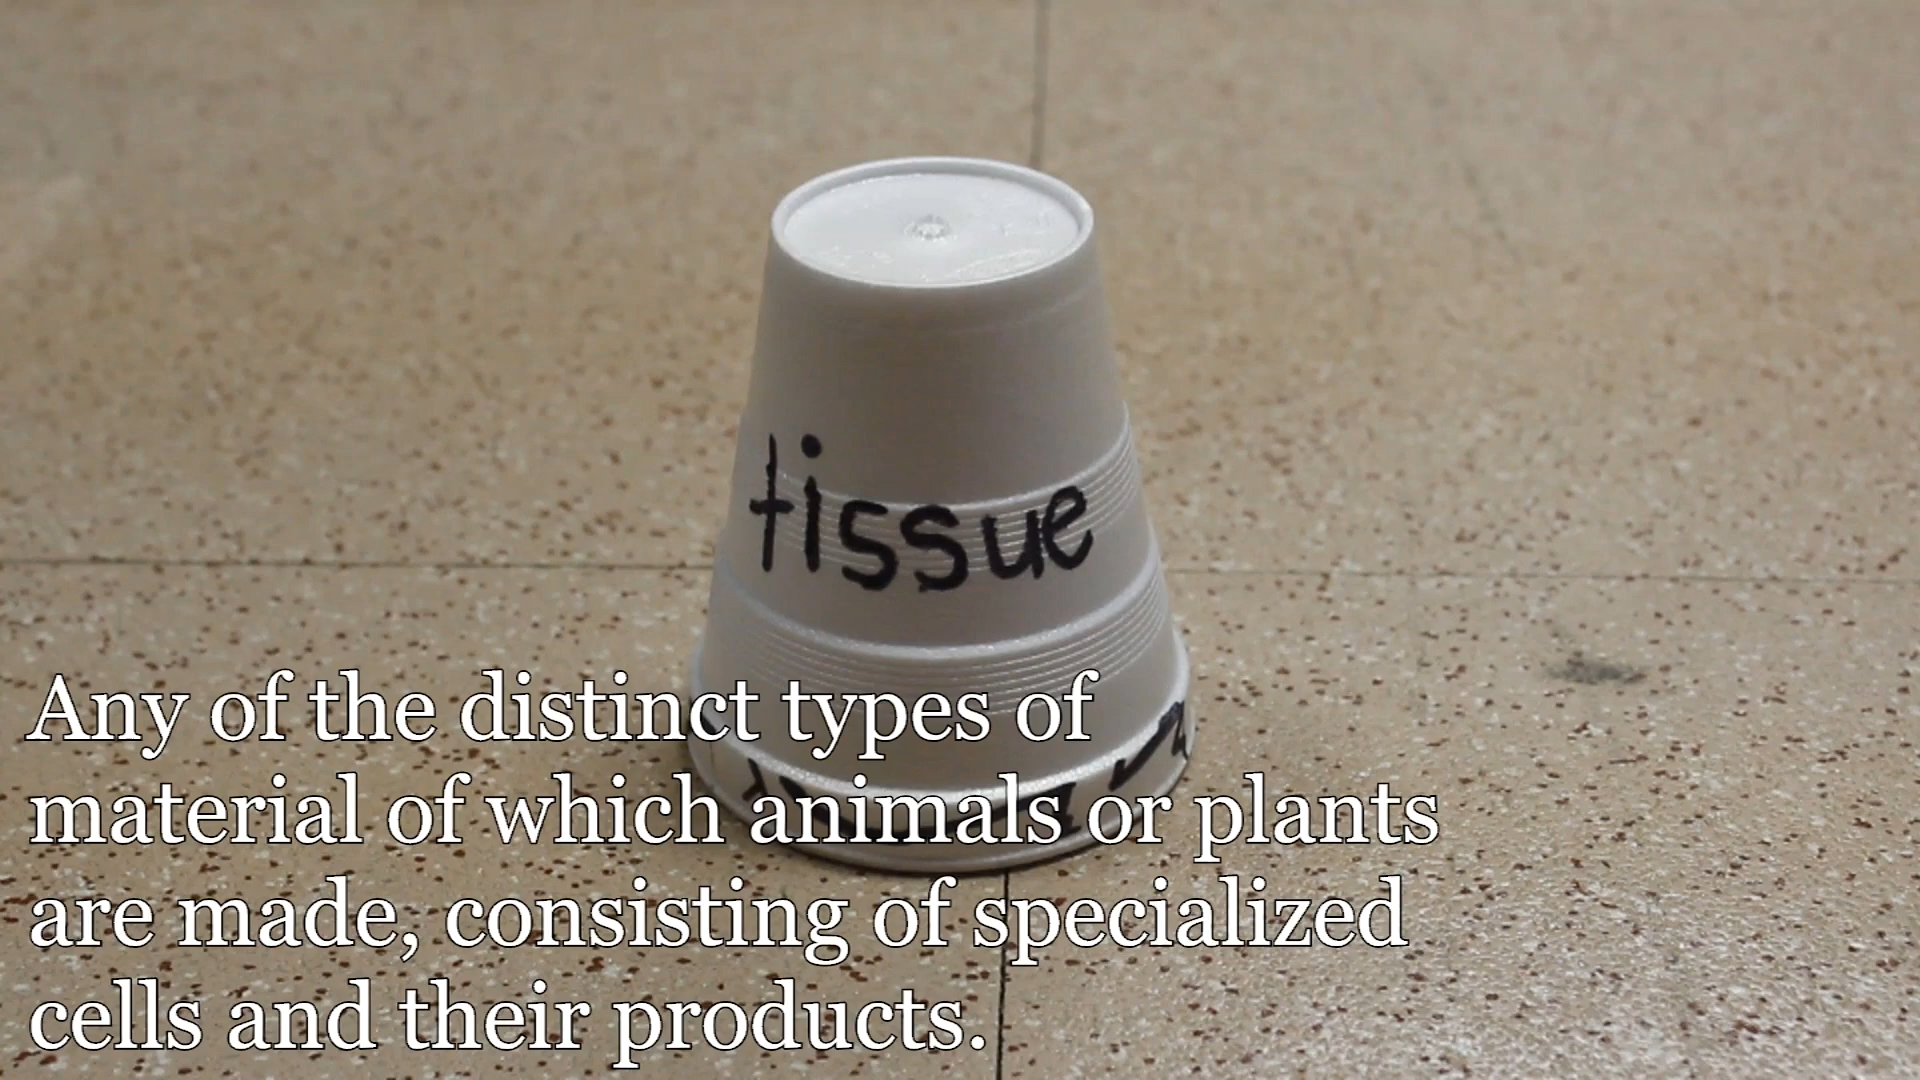 tissue
Any of the distinct types of
material of which animals or plants
are made, consisting of specialized
cells and their products.